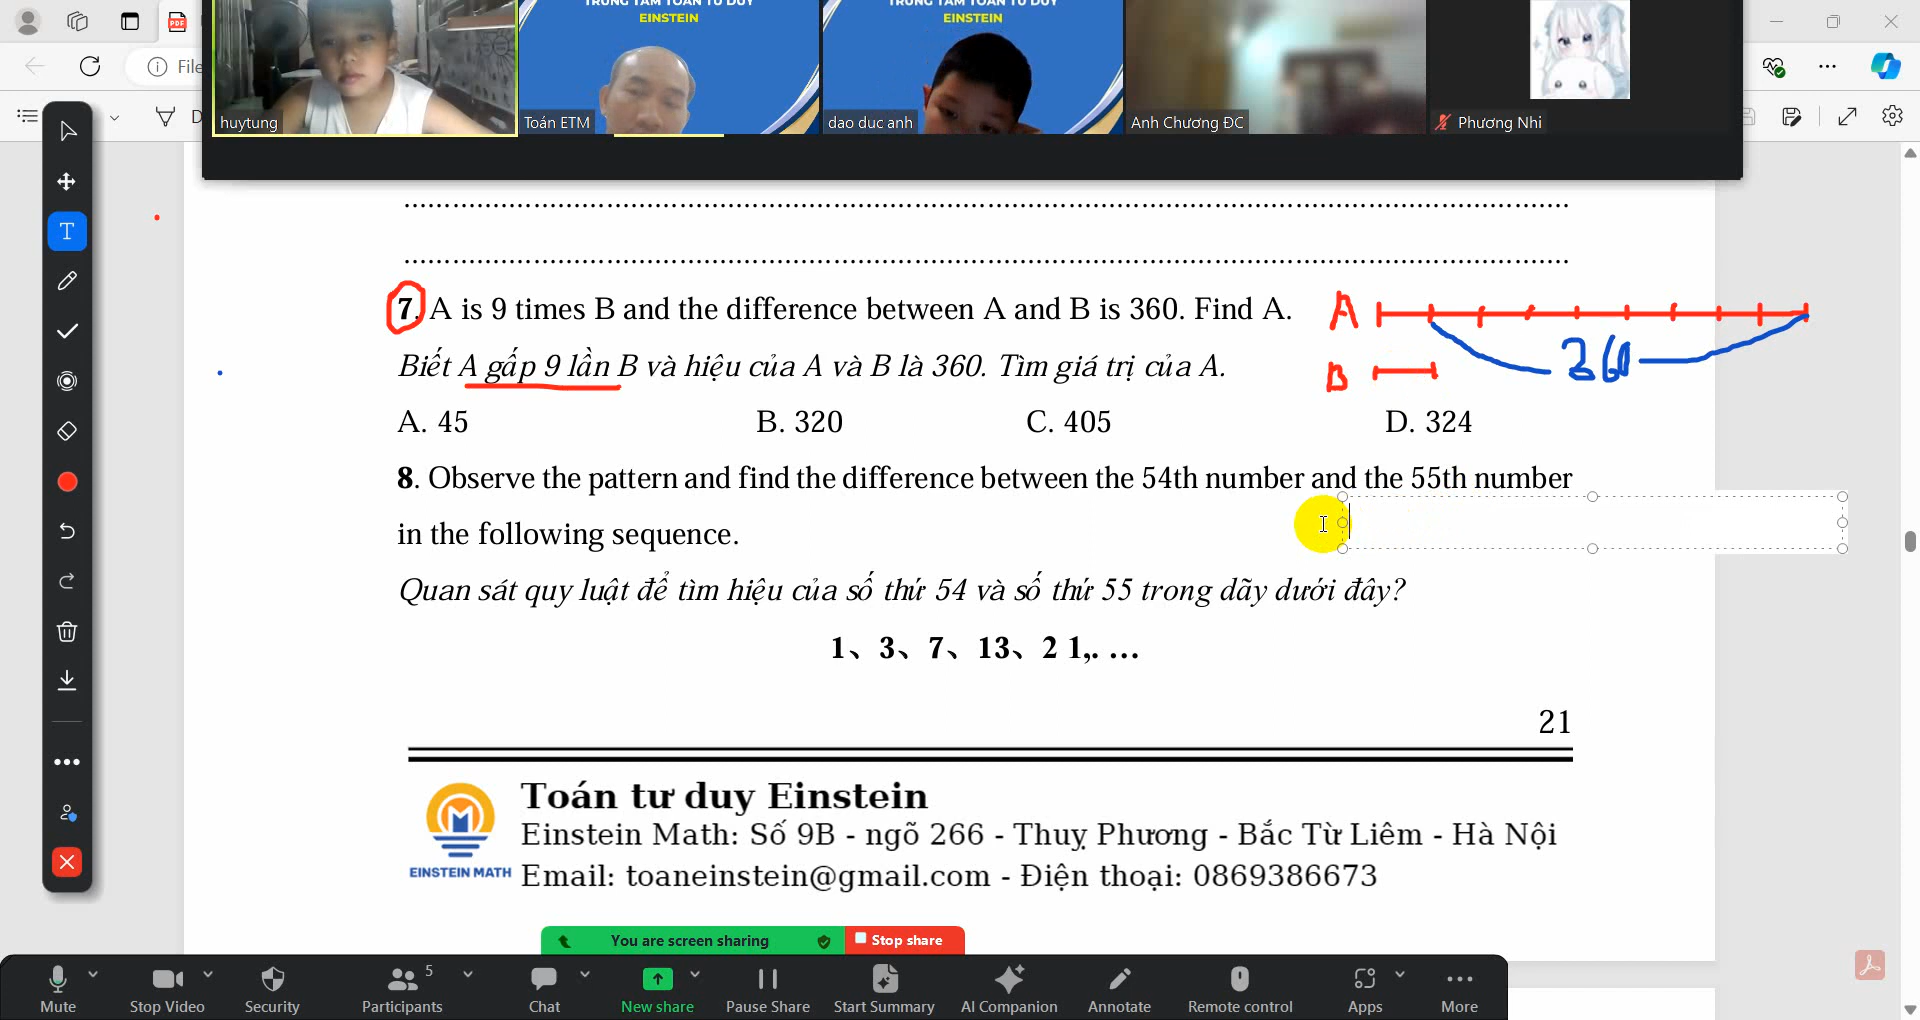 File
D
TRUNG TÂM TOÁN TƯ DUY
EINSTEIN
TRUNG TÂM TOÁN TƯ DUY
EINSTEIN
huytung
Toán ETM
dao duc anh
Anh Chương ĐC
Phương Nhi
7. A is 9 times B and the difference between A and B is 360. Find A.
A
Biết A gấp 9 lần B và hiệu của A và B là 360. Tìm giá trị của A.
B
360
A. 45 B. 320 C. 405 D. 324
8. Observe the pattern and find the difference between the 54th number and the 55th number
in the following sequence.
Quan sát quy luật để tìm hiệu của số thứ 54 và số thứ 55 trong dãy dưới đây?
1、3、7、13、2 1,. …
21
Toán tư duy Einstein
Einstein Math: Số 9B - ngõ 266 - Thuỵ Phương - Bắc Từ Liêm - Hà Nội
EINSTEIN MATH
Email: toaneinstein@gmail.com - Điện thoại: 0869386673
You are screen sharing
Stop share
Mute
Stop Video
Security
Participants
5
Chat
New share
Pause Share
Start Summary
AI Companion
Annotate
Remote control
Apps
More